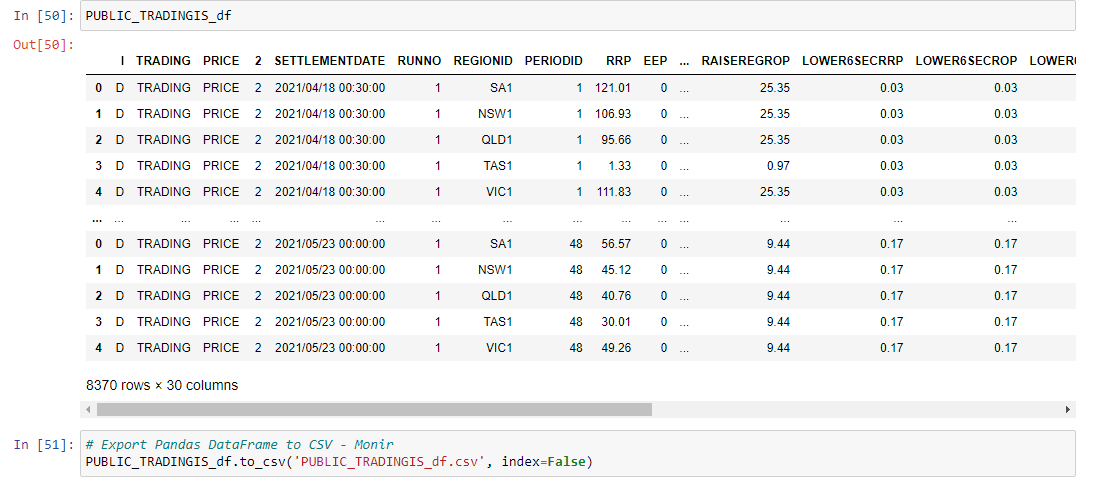 In [50]: PUBLIC_TRADINGIS_df
Out[50]:
I TRADING PRICE 2 SETTLEMENTDATE RUNNO REGIONID PERIODID RRP EEP ... RAISEREGROP LOWER6SECRRP LOWER6SECROP LOWER6
0 D TRADING PRICE 2 2021/04/18 00:30:00 1 SA1 1 121.01 0 ... 25.35 0.03 0.03
1 D TRADING PRICE 2 2021/04/18 00:30:00 1 NSW1 1 106.93 0 ... 25.35 0.03 0.03
2 D TRADING PRICE 2 2021/04/18 00:30:00 1 QLD1 1 95.66 0 ... 25.35 0.03 0.03
3 D TRADING PRICE 2 2021/04/18 00:30:00 1 TAS1 1 1.33 0 ... 0.97 0.03 0.03
4 D TRADING PRICE 2 2021/04/18 00:30:00 1 VIC1 1 111.83 0 ... 25.35 0.03 0.03
... ... ... ... ... ... ... ... ... ... ... ... ... ... ...
0 D TRADING PRICE 2 2021/05/23 00:00:00 1 SA1 48 56.57 0 ... 9.44 0.17 0.17
1 D TRADING PRICE 2 2021/05/23 00:00:00 1 NSW1 48 45.12 0 ... 9.44 0.17 0.17
2 D TRADING PRICE 2 2021/05/23 00:00:00 1 QLD1 48 40.76 0 ... 9.44 0.17 0.17
3 D TRADING PRICE 2 2021/05/23 00:00:00 1 TAS1 48 30.01 0 ... 9.44 0.17 0.17
4 D TRADING PRICE 2 2021/05/23 00:00:00 1 VIC1 48 49.26 0 ... 9.44 0.17 0.17
8370 rows × 30 columns
In [51]: # Export Pandas DataFrame to CSV - Monir
PUBLIC_TRADINGIS_df.to_csv('PUBLIC_TRADINGIS_df.csv', index=False)